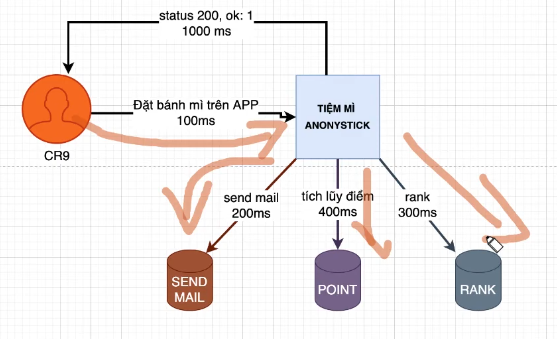 status 200, ok: 1
1000 ms
Đặt bánh mì trên APP
100ms
TIỆM MÌ
ANONYSTICK
CR9
send mail
200ms
tích lũy điểm
400ms
rank
300ms
SEND
MAIL
POINT
RANK